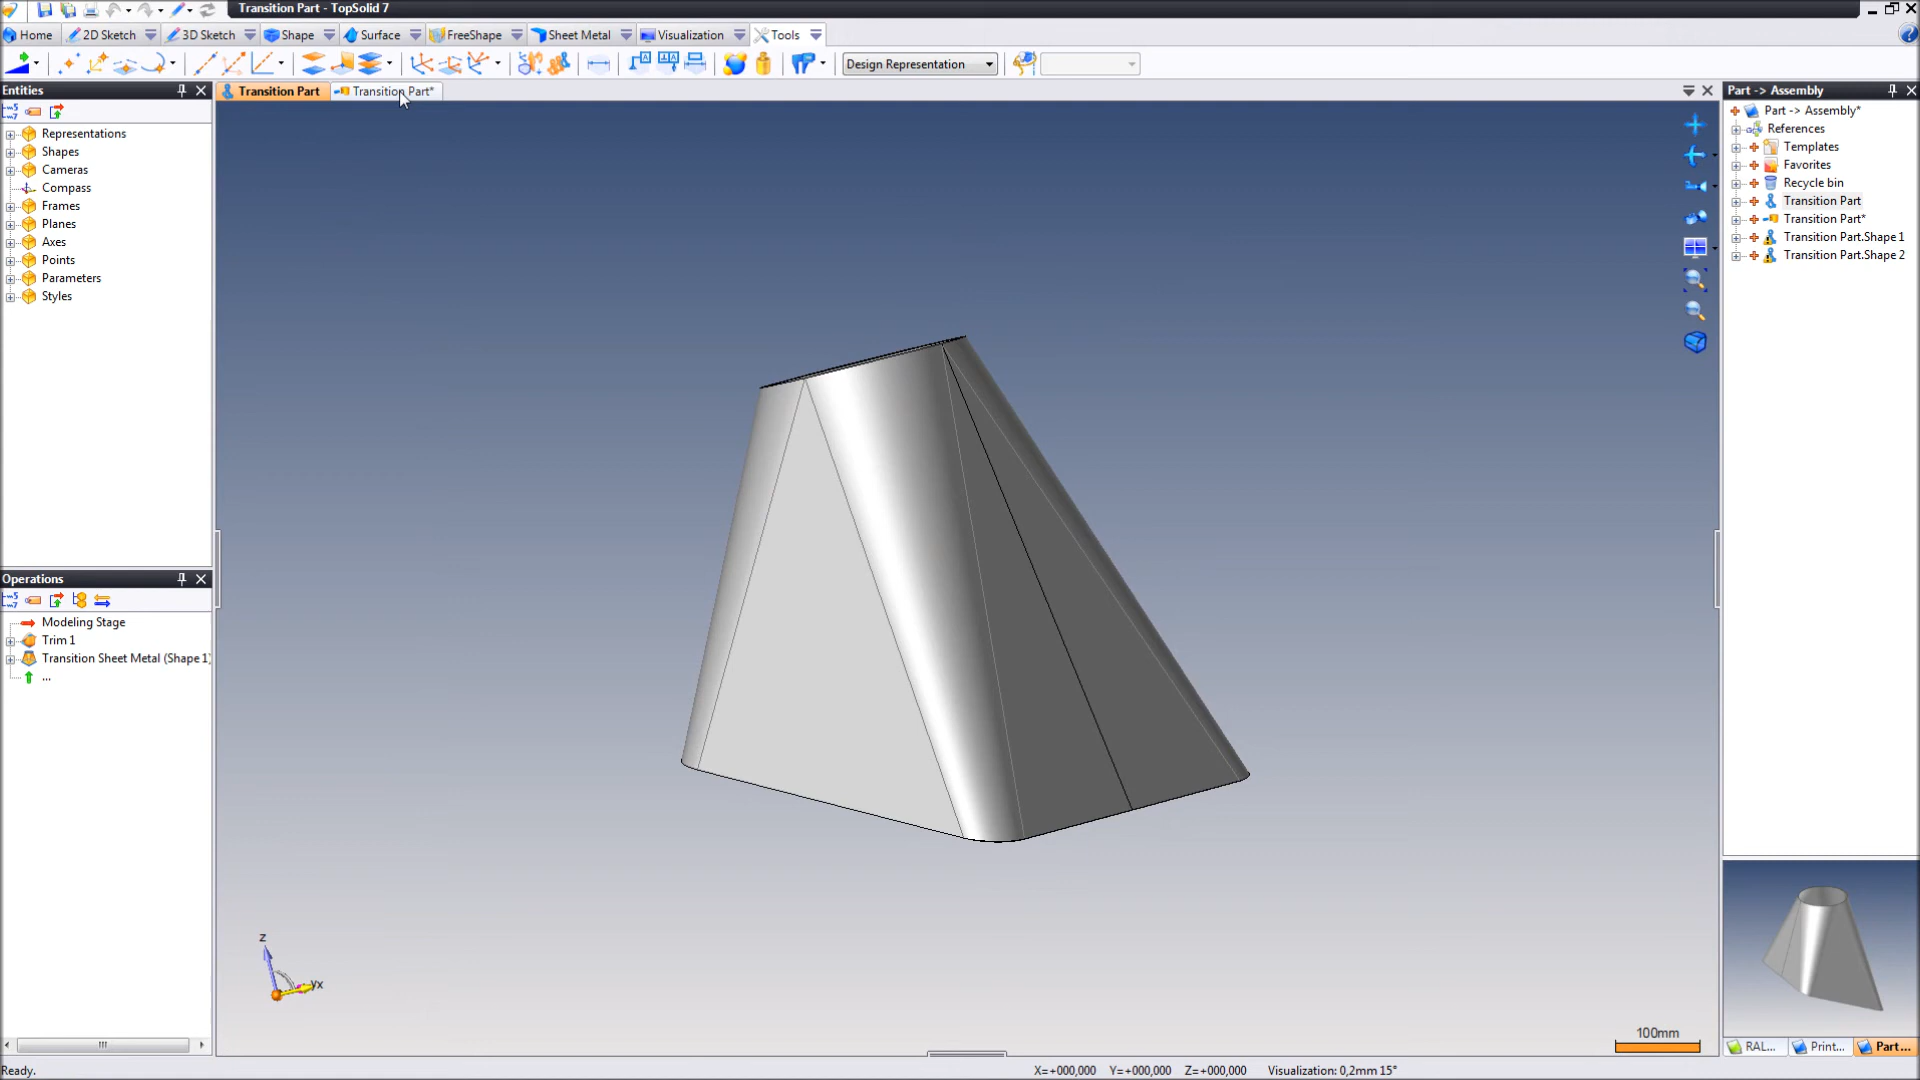 Transition Part - TopSolid 7
Home 2D Sketch 3D Sketch Shape Surface FreeShape Sheet Metal Visualization Tools
Design Representation
Entities
Transition Part Transition Part*
Part -> Assembly
Representations
Shapes
Cameras
Compass
Frames
Planes
Axes
Points
Parameters
Styles
Part -> Assembly*
References
Templates
Favorites
Recycle bin
Transition Part
Transition Part*
Transition Part.Shape 1
Transition Part.Shape 2
Operations
Modeling Stage
Trim 1
Transition Sheet Metal (Shape 1)
...
z
yx
100mm
RAL... Print... Part...
Ready.
X=+000,000 Y=+000,000 Z=+000,000 Visualization: 0,2mm 15°